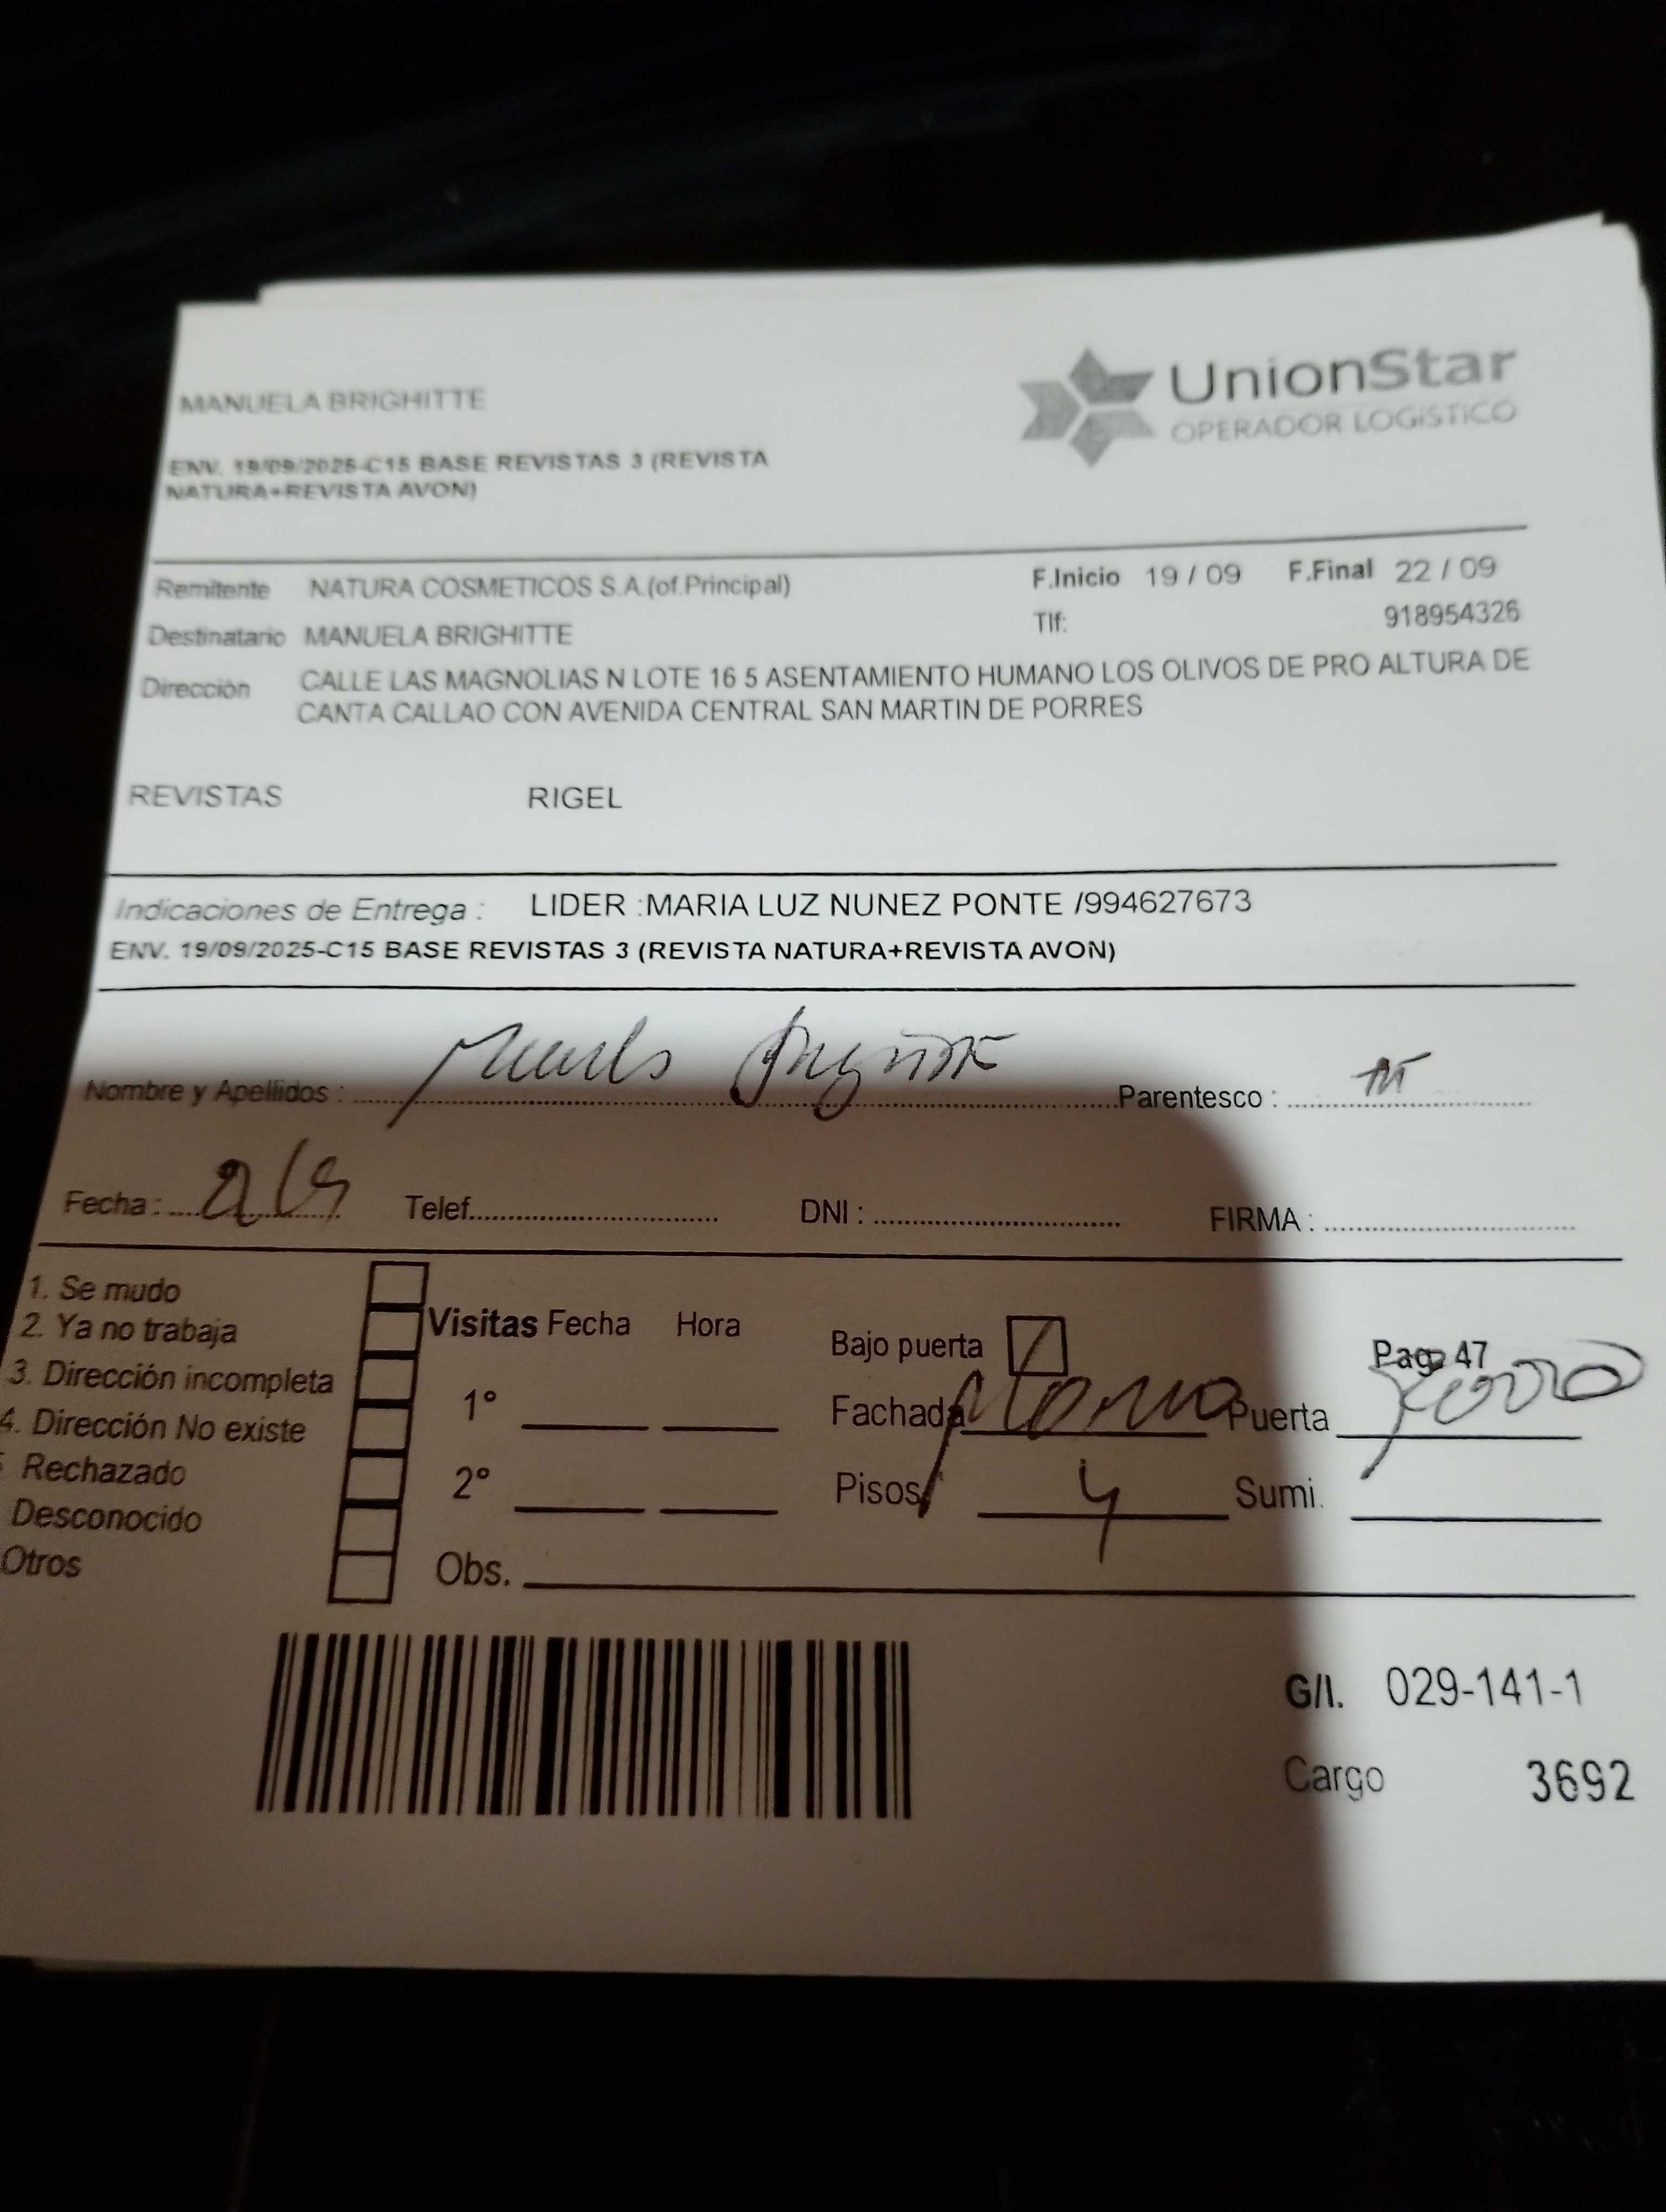 UnionStar
OPERADOR LOGÍSTICO
MANUELA BRIGHITTE
ENV. 19/09/2025-C15 BASE REVISTAS 3 (REVISTA
NATURA+REVISTA AVON)
Remitente NATURA COSMETICOS S.A.(of.Principal) F.Inicio 19 / 09 F.Final 22 / 09
Destinatario MANUELA BRIGHITTE Tlf: 918954326
Dirección CALLE LAS MAGNOLIAS N LOTE 16 5 ASENTAMIENTO HUMANO LOS OLIVOS DE PRO ALTURA DE
CANTA CALLAO CON AVENIDA CENTRAL SAN MARTIN DE PORRES
REVISTAS RIGEL
Indicaciones de Entrega : LIDER :MARIA LUZ NUNEZ PONTE /994627673
ENV. 19/09/2025-C15 BASE REVISTAS 3 (REVISTA NATURA+REVISTA AVON)
Nombre y Apellidos : Parentesco :
Fecha : Telef. DNI : FIRMA :
1. Se mudo
2. Ya no trabaja
3. Dirección incompleta
4. Dirección No existe
Rechazado
Desconocido
Otros
Visitas Fecha Hora
1°
2°
Obs.
Bajo puerta Pag. 47
Fachada Puerta
Pisos 4 Sumi.
G/I. 029-141-1
Cargo 3692